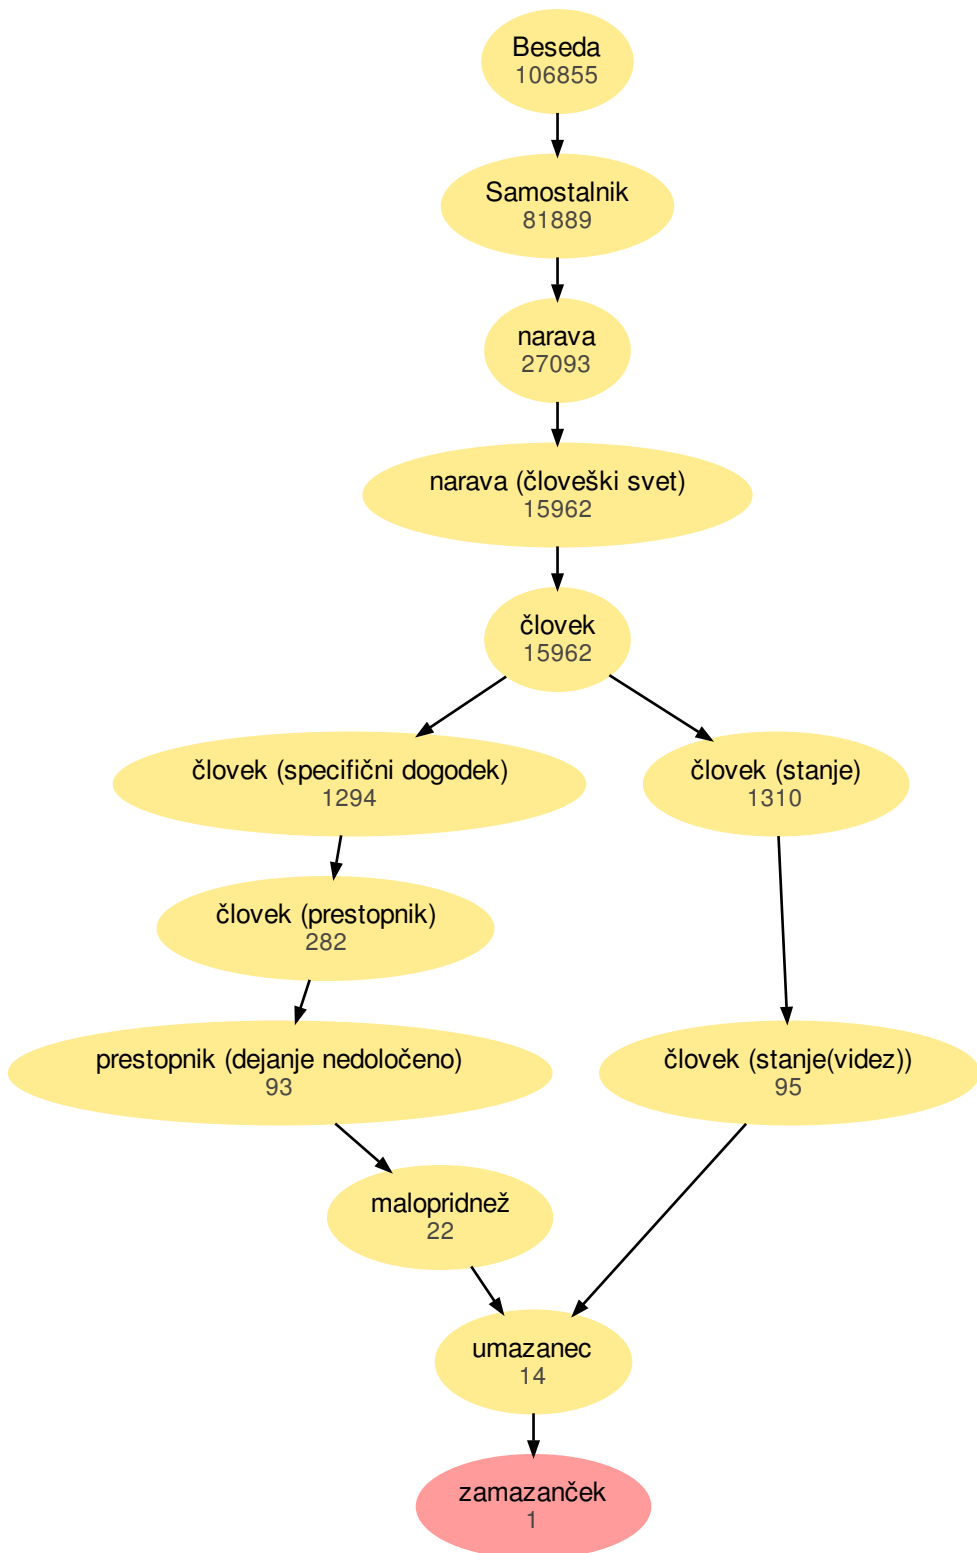 Beseda
106855
Samostalnik
81889
narava
27093
narava (človeški svet)
15962
človek
15962
človek (specifični dogodek)
1294
človek (stanje)
1310
človek (prestopnik)
282
prestopnik (dejanje nedoločeno)
93
človek (stanje(videz))
95
malopridnež
22
umazanec
14
zamazanček
1